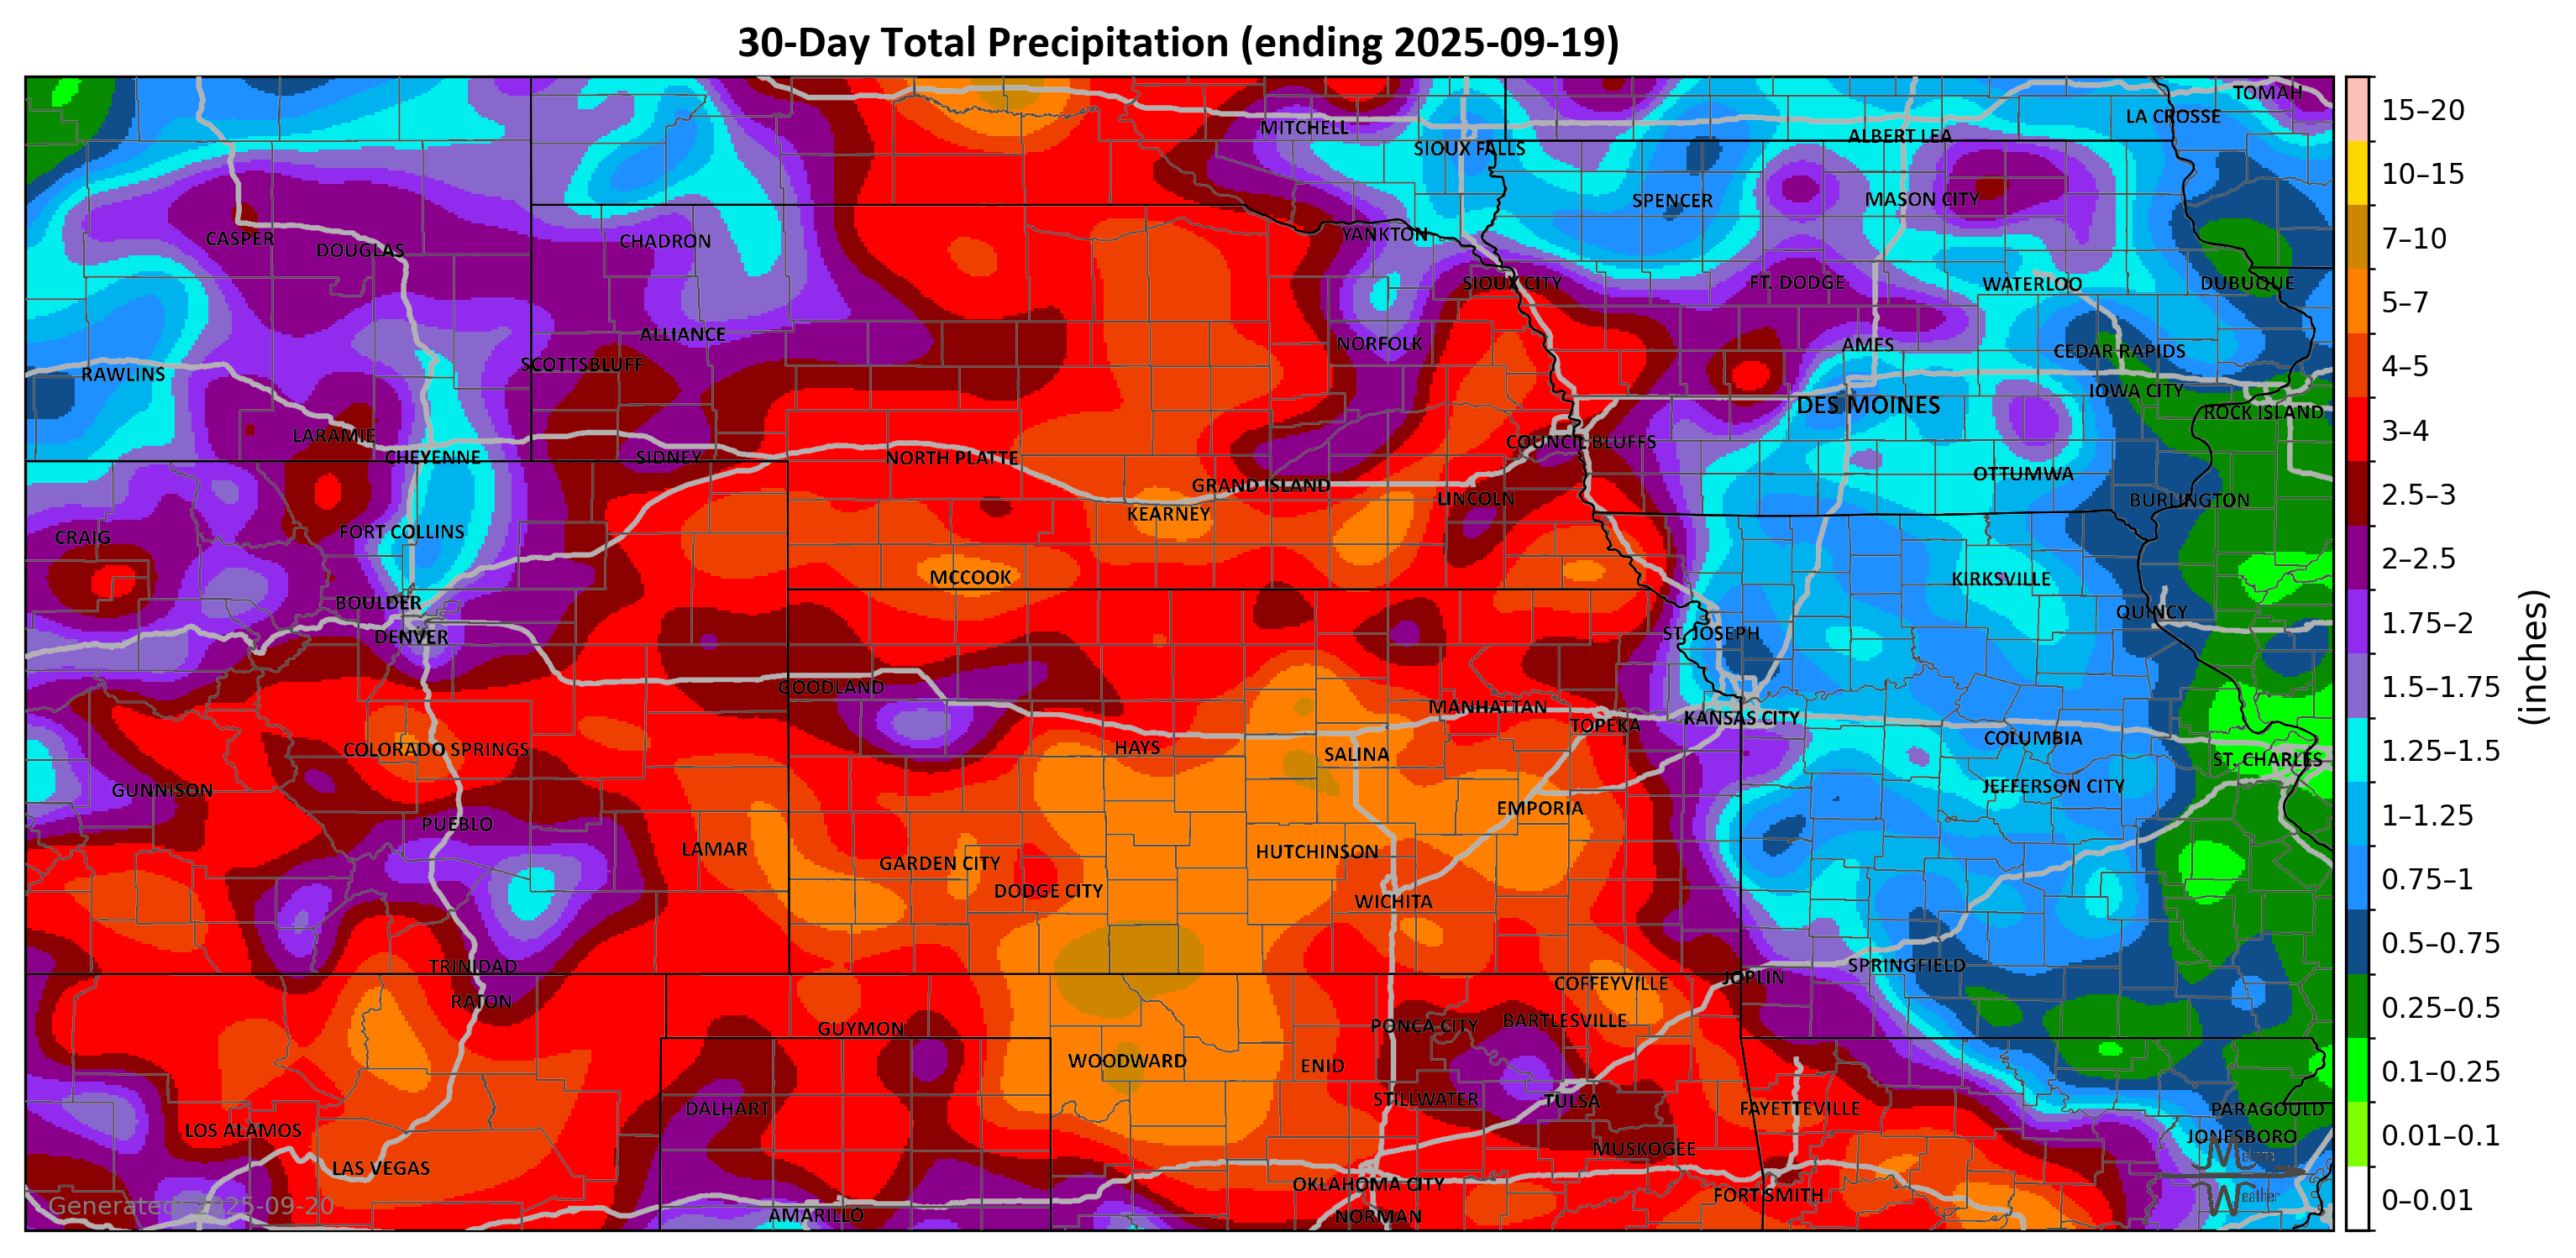 30-Day Total Precipitation (ending 2025-09-19)
TOMAH
LA CROSSE
MITCHELL
ALBERT LEA
SIOUX FALLS
SPENCER
MASON CITY
CASPER
DOUGLAS
CHADRON
YANKTON
SIOUX CITY
FT. DODGE
WATERLOO
DUBUQUE
ALLIANCE
NORFOLK
AMES
CEDAR RAPIDS
SCOTTSBLUFF
RAWLINS
IOWA CITY
DES MOINES
ROCK ISLAND
LARAMIE
COUNCIL BLUFFS
CHEYENNE
SIDNEY
NORTH PLATTE
OTTUMWA
GRAND ISLAND
LINCOLN
BURLINGTON
KEARNEY
CRAIG
FORT COLLINS
MCCOOK
KIRKSVILLE
BOULDER
QUINCY
DENVER
ST. JOSEPH
GOODLAND
MANHATTAN
KANSAS CITY
TOPEKA
COLUMBIA
COLORADO SPRINGS
HAYS
SALINA
ST. CHARLES
GUNNISON
JEFFERSON CITY
EMPORIA
PUEBLO
LAMAR
HUTCHINSON
GARDEN CITY
DODGE CITY
WICHITA
TRINIDAD
SPRINGFIELD
JOPLIN
COFFEYVILLE
RATON
BARTLESVILLE
PONCA CITY
GUYMON
WOODWARD
ENID
STILLWATER
TULSA
DALHART
FAYETTEVILLE
PARAGOULD
LOS ALAMOS
JONESBORO
MUSKOGEE
LAS VEGAS
OKLAHOMA CITY
FORT SMITH
AMARILLO
NORMAN
Generated: 2025-09-20
Weather
15–20
10–15
7–10
5–7
4–5
3–4
2.5–3
2–2.5
1.75–2
1.5–1.75
1.25–1.5
1–1.25
0.75–1
0.5–0.75
0.25–0.5
0.1–0.25
0.01–0.1
0–0.01
(inches)